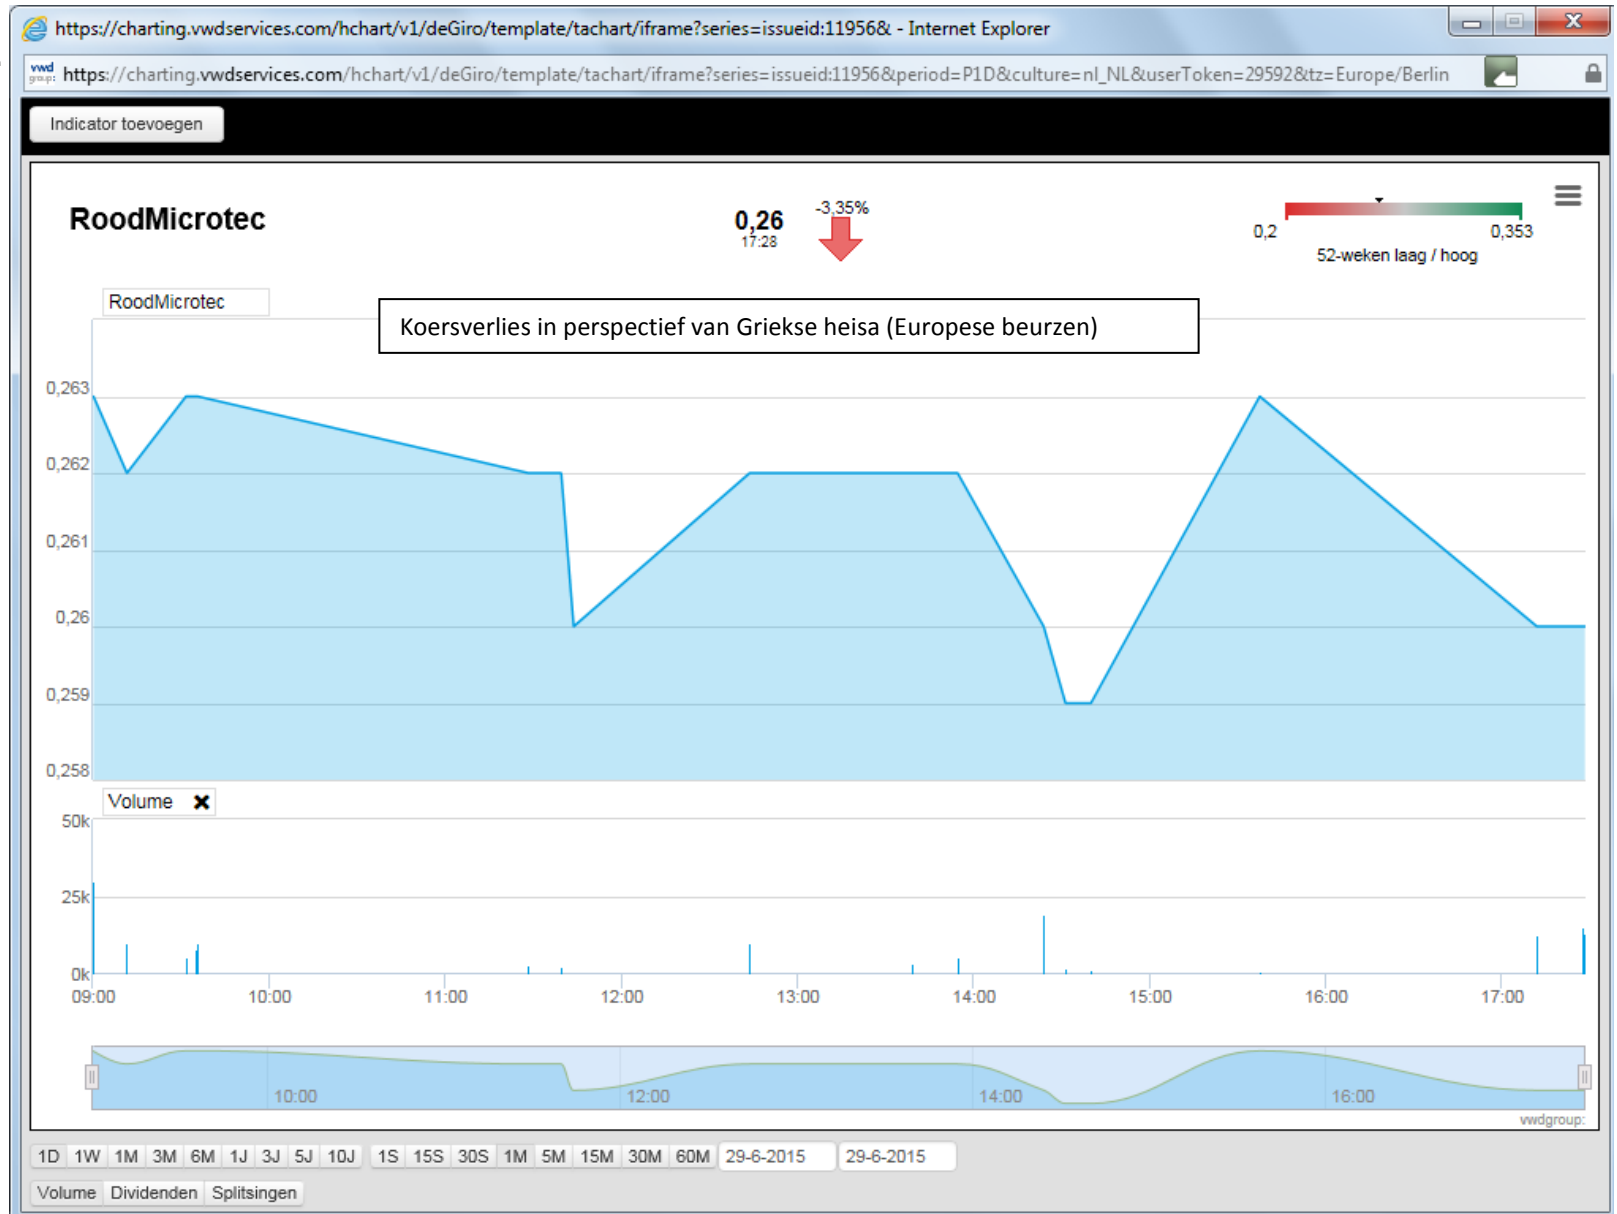 https://charting.vwdservices.com/hchart/v1/deGiro/template/tachart/iframe?series=issueid:11956& - Internet Explorer
vwd group: https://charting.vwdservices.com/hchart/v1/deGiro/template/tachart/iframe?series=issueid:11956&period=P1D&culture=nl_NL&userToken=29592&tz=Europe/Berlin
Indicator toevoegen
RoodMicrotec
0,26
17:28
-3,35%
0,2 0,353
52-weken laag / hoog
RoodMicrotec
Koersverlies in perspectief van Griekse heisa (Europese beurzen)
0,263
0,262
0,261
0,26
0,259
0,258
Volume
50k
25k
0k
09:00 10:00 11:00 12:00 13:00 14:00 15:00 16:00 17:00
10:00 12:00 14:00 16:00
vwdgroup:
1D 1W 1M 3M 6M 1J 3J 5J 10J 1S 15S 30S 1M 5M 15M 30M 60M 29-6-2015 29-6-2015
Volume Dividenden Splitsingen